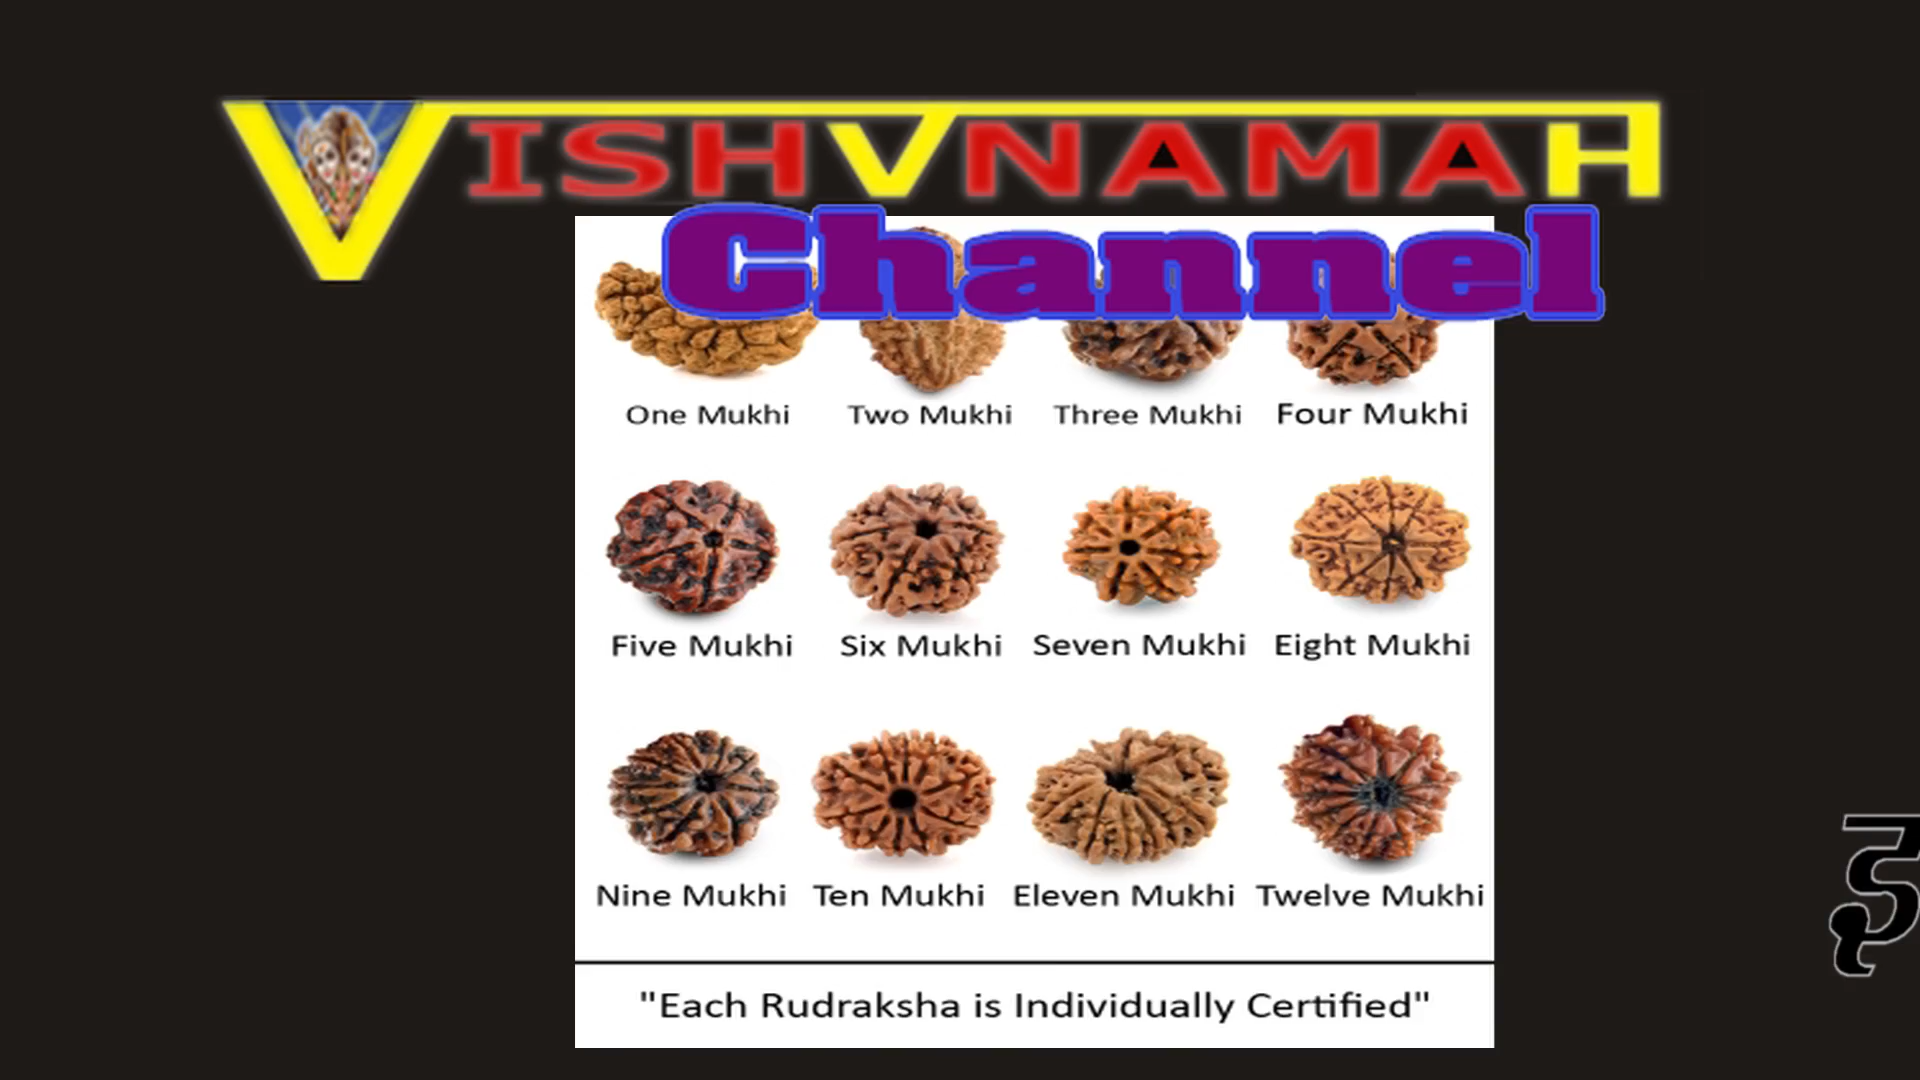 VISHVNAMAH
Channel
One Mukhi Two Mukhi Three Mukhi Four Mukhi
Five Mukhi Six Mukhi Seven Mukhi Eight Mukhi
Nine Mukhi Ten Mukhi Eleven Mukhi Twelve Mukhi
"Each Rudraksha is Individually Certified"